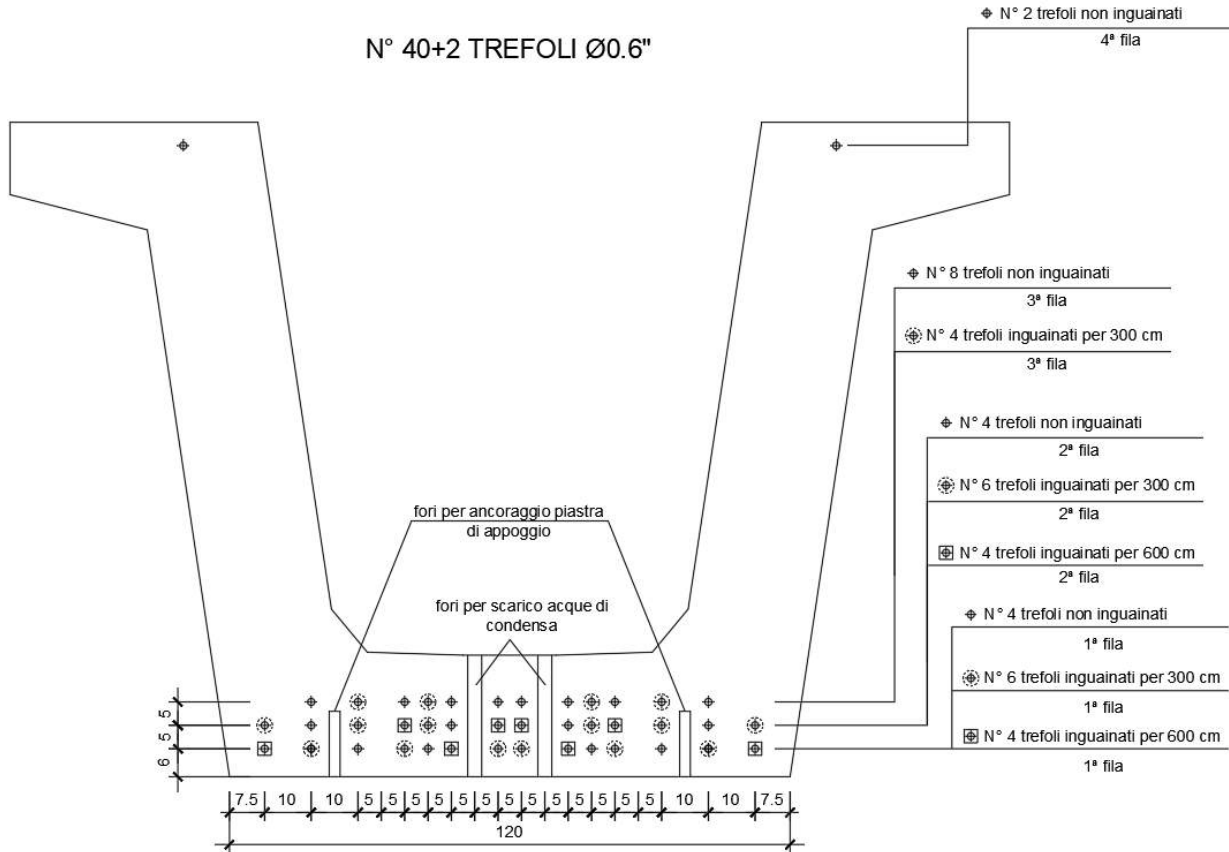 N° 2 trefoli non inguainati
4ª fila
N° 40+2 TREFOLI Ø0.6"
N° 8 trefoli non inguainati
3ª fila
N° 4 trefoli inguainati per 300 cm
3ª fila
N° 4 trefoli non inguainati
2ª fila
N° 6 trefoli inguainati per 300 cm
2ª fila
N° 4 trefoli inguainati per 600 cm
2ª fila
N° 4 trefoli non inguainati
1ª fila
N° 6 trefoli inguainati per 300 cm
1ª fila
N° 4 trefoli inguainati per 600 cm
1ª fila
fori per ancoraggio piastra
di appoggio
fori per scarico acque di
condensa
5
5
6
7.5 10 10 5 5 5 5 5 5 5 5 5 5 5 5 10 10 7.5
120